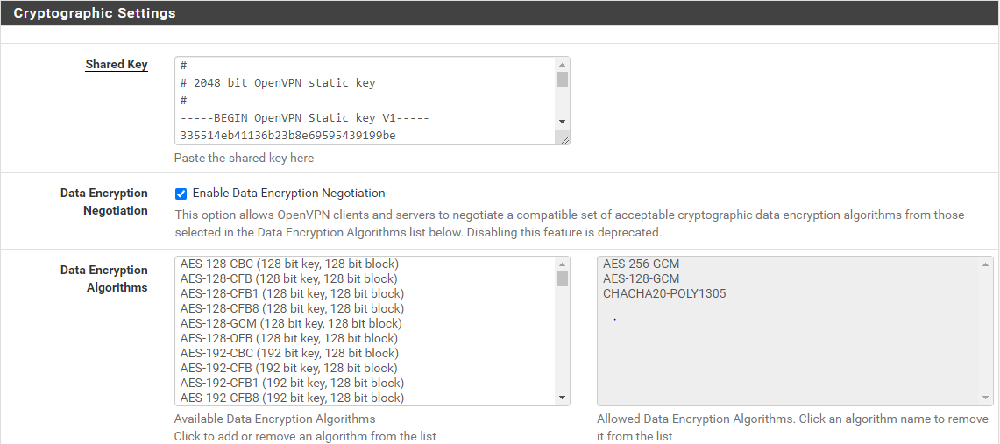 Cryptographic Settings
Shared Key
#
# 2048 bit OpenVPN static key
#
-----BEGIN OpenVPN Static key V1-----
335514eb41136b23b8e69595439199be
Paste the shared key here
Data Encryption
Negotiation
Enable Data Encryption Negotiation
This option allows OpenVPN clients and servers to negotiate a compatible set of acceptable cryptographic data encryption algorithms from those
selected in the Data Encryption Algorithms list below. Disabling this feature is deprecated.
Data Encryption
Algorithms
AES-128-CBC (128 bit key, 128 bit block)
AES-128-CFB (128 bit key, 128 bit block)
AES-128-CFB1 (128 bit key, 128 bit block)
AES-128-CFB8 (128 bit key, 128 bit block)
AES-128-GCM (128 bit key, 128 bit block)
AES-128-OFB (128 bit key, 128 bit block)
AES-192-CBC (192 bit key, 128 bit block)
AES-192-CFB (192 bit key, 128 bit block)
AES-192-CFB1 (192 bit key, 128 bit block)
AES-192-CFB8 (192 bit key, 128 bit block)
Available Data Encryption Algorithms
Click to add or remove an algorithm from the list
AES-256-GCM
AES-128-GCM
CHACHA20-POLY1305
Allowed Data Encryption Algorithms. Click an algorithm name to remove
it from the list